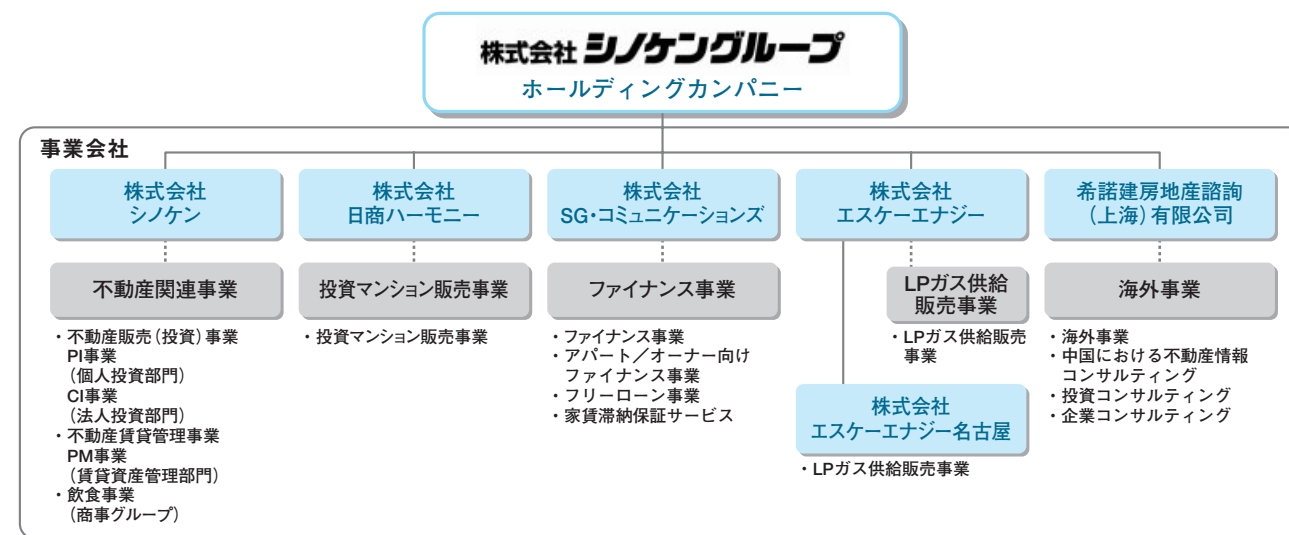 株式会社 シノケングループ
ホールディングカンパニー
事業会社
株式会社
シノケン
不動産関連事業
・不動産販売(投資)事業
PI事業
(個人投資部門)
CI事業
(法人投資部門)
・不動産賃貸管理事業
PM事業
(賃貸資産管理部門)
・飲食事業
(商事グループ)
株式会社
日商ハーモニー
投資マンション販売事業
・投資マンション販売事業
株式会社
SG・コミュニケーションズ
ファイナンス事業
・ファイナンス事業
・アパート/オーナー向け
ファイナンス事業
・フリーローン事業
・家賃滞納保証サービス
株式会社
エスケーエナジー
LPガス供給
販売事業
・LPガス供給販売
事業
株式会社
エスケーエナジー名古屋
・LPガス供給販売事業
希諾建房地産諮詢
(上海)有限公司
海外事業
・海外事業
・中国における不動産情報
コンサルティング
・投資コンサルティング
・企業コンサルティング